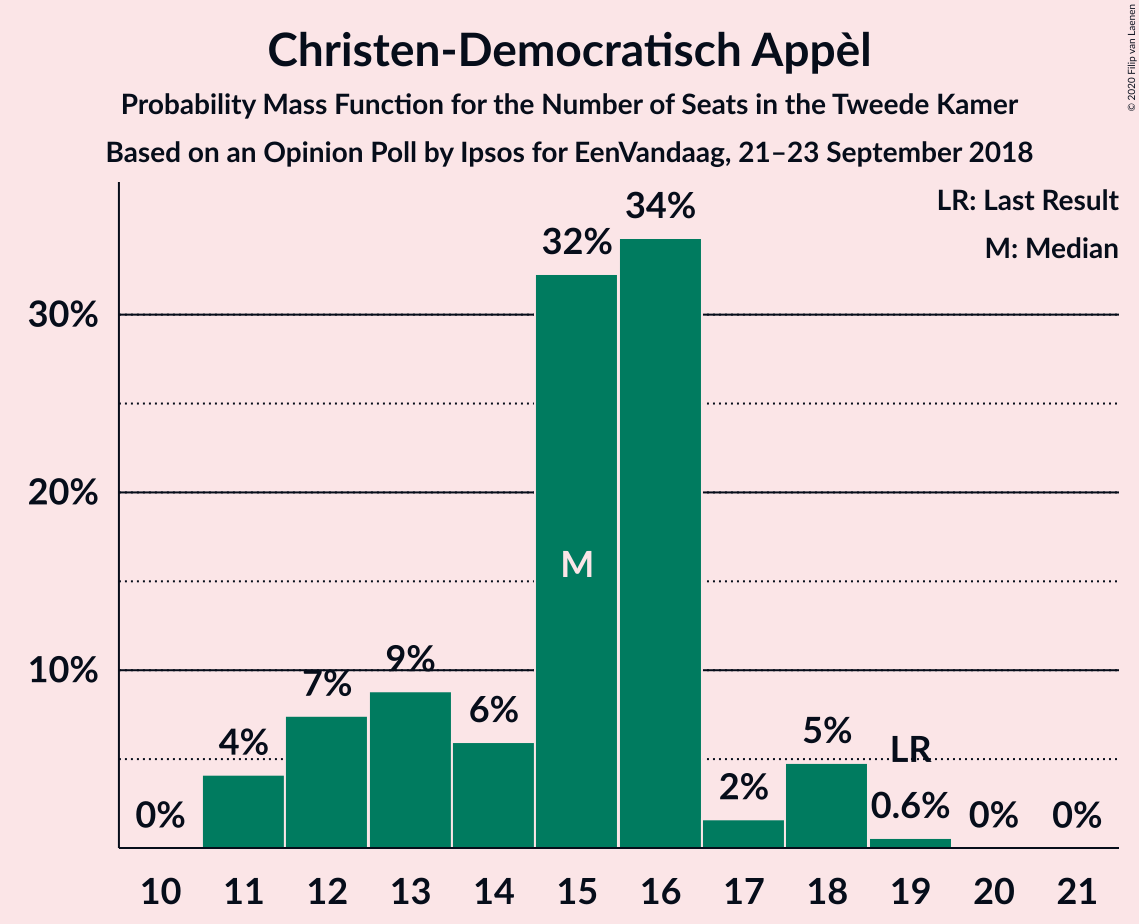 Christen-Democratisch Appèl
Probability Mass Function for the Number of Seats in the Tweede Kamer
Based on an Opinion Poll by Ipsos for EenVandaag, 21–23 September 2018
© 2020 Filip van Laenen
LR: Last Result
M: Median
30%
20%
10%
0%
4%
7%
9%
6%
32%
34%
2%
5%
0.6%
0%
0%
M
LR
10 11 12 13 14 15 16 17 18 19 20 21